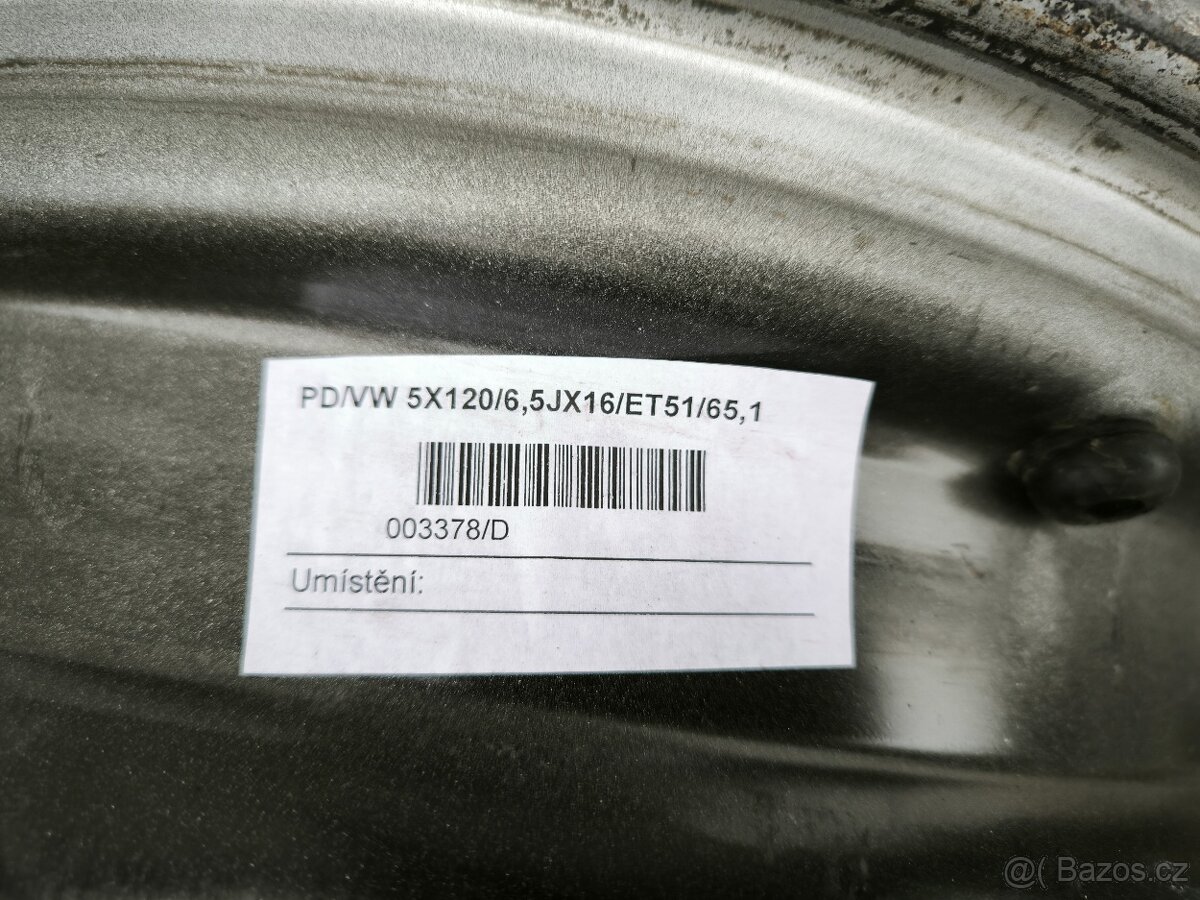 PD/VW 5X120/6,5JX16/ET51/65,1
003378/D
Umístění:
@( Bazos.cz